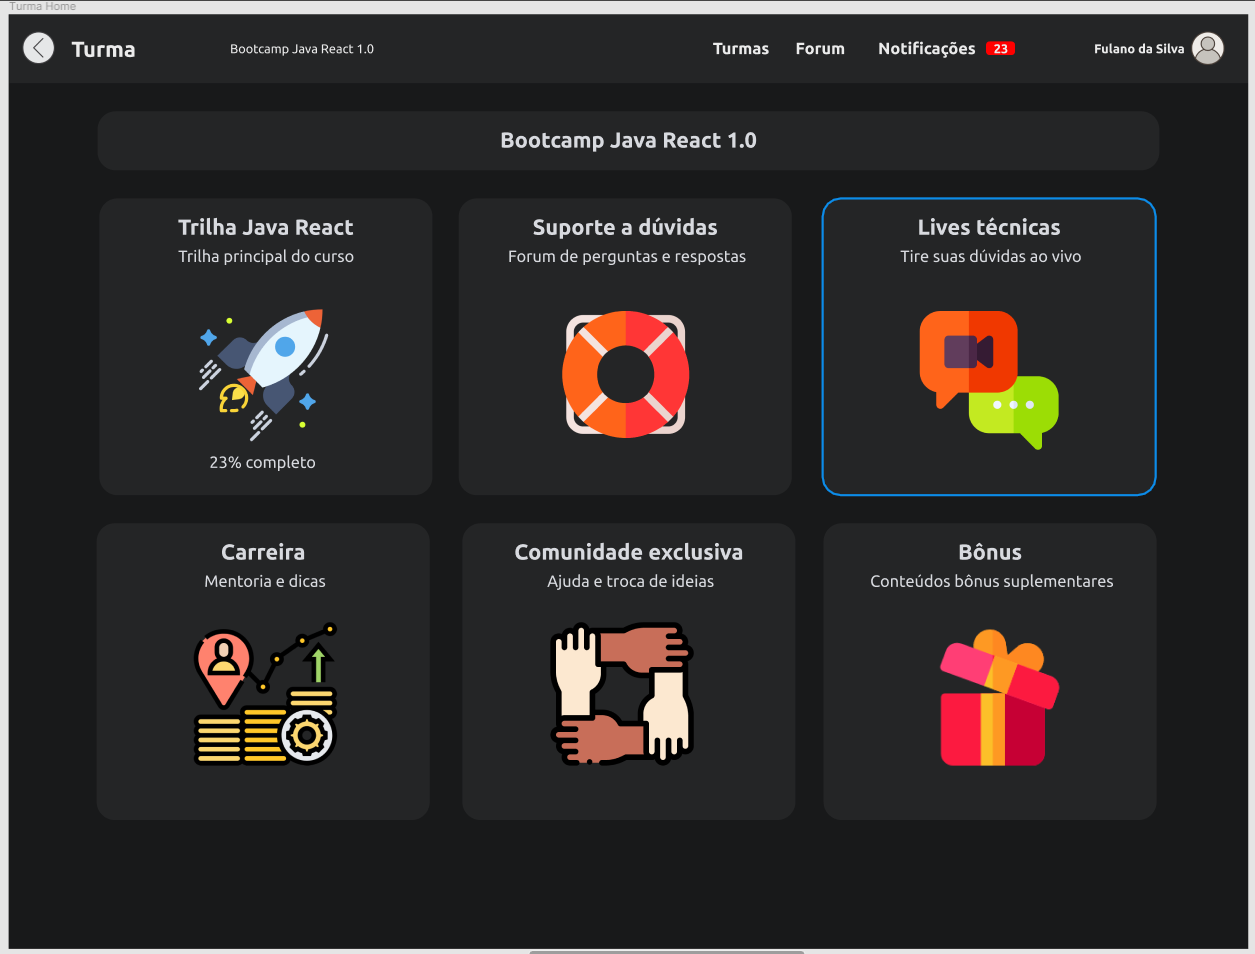 Turma Home
Turma
Bootcamp Java React 1.0
Turmas
Forum
Notificações
23
Fulano da Silva
Bootcamp Java React 1.0
Trilha Java React
Trilha principal do curso
23% completo
Suporte a dúvidas
Forum de perguntas e respostas
Lives técnicas
Tire suas dúvidas ao vivo
Carreira
Mentoria e dicas
Comunidade exclusiva
Ajuda e troca de ideias
Bônus
Conteúdos bônus suplementares